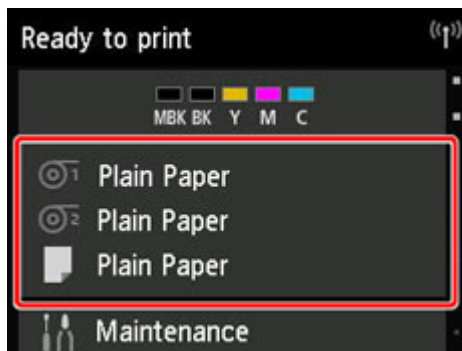 Ready to print
MBK BK Y M C
1 Plain Paper
2 Plain Paper
Plain Paper
Maintenance